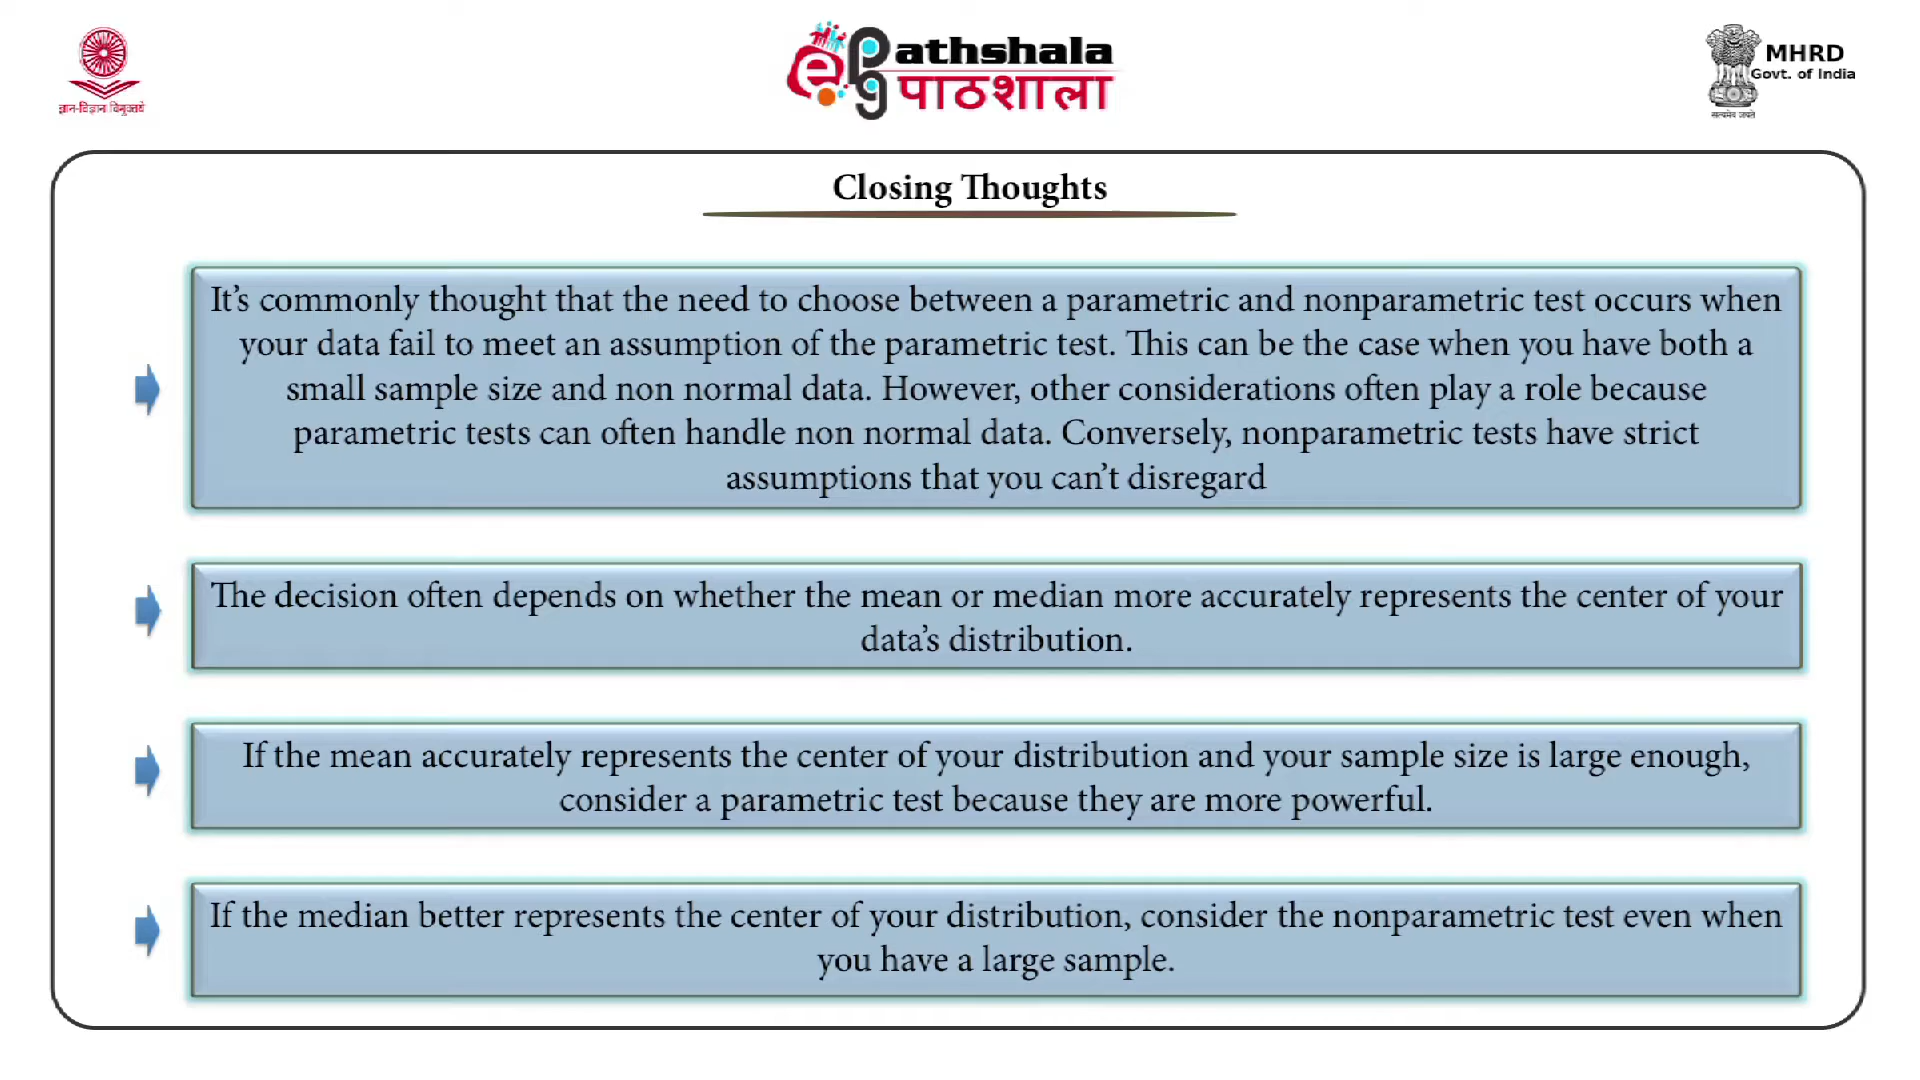 ज्ञान-विज्ञान विमुक्तये
epg athshala
पाठशाला
MHRD
Govt. of India
सत्यमेव जयते
Closing Thoughts
It's commonly thought that the need to choose between a parametric and nonparametric test occurs when
your data fail to meet an assumption of the parametric test. This can be the case when you have both a
small sample size and non normal data. However, other considerations often play a role because
parametric tests can often handle non normal data. Conversely, nonparametric tests have strict
assumptions that you can't disregard
The decision often depends on whether the mean or median more accurately represents the center of your
data's distribution.
If the mean accurately represents the center of your distribution and your sample size is large enough,
consider a parametric test because they are more powerful.
If the median better represents the center of your distribution, consider the nonparametric test even when
you have a large sample.